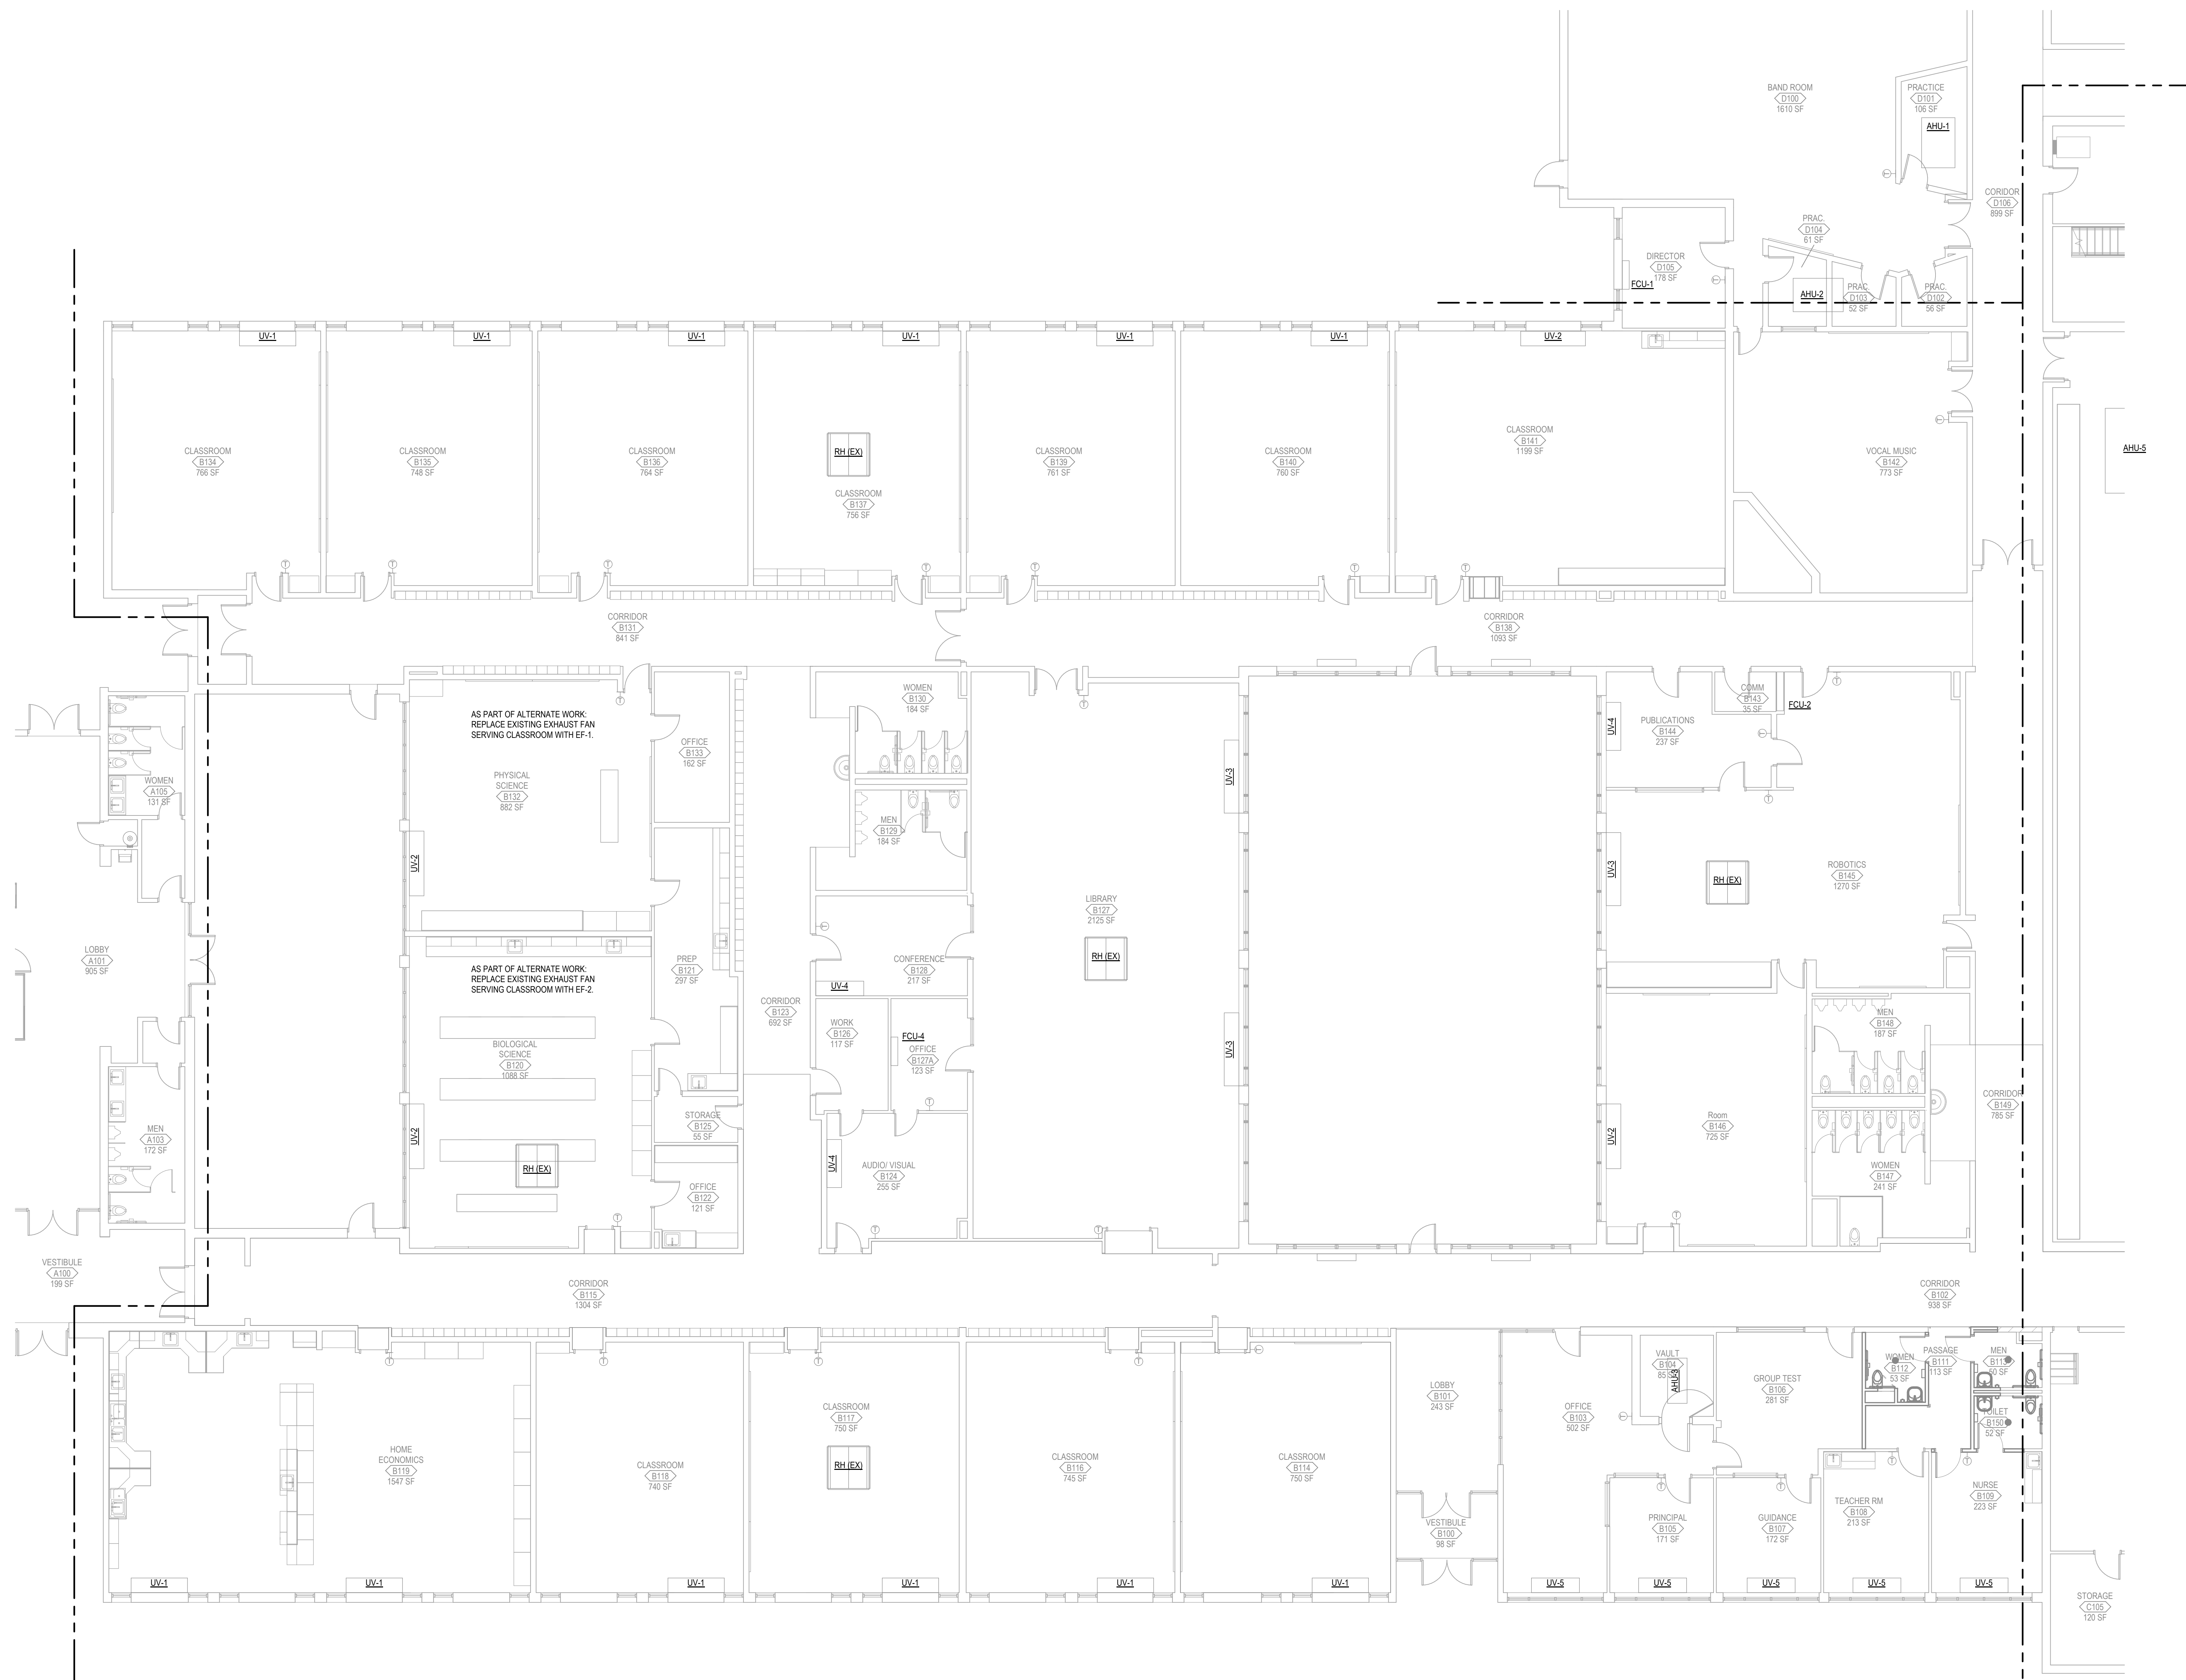 BAND ROOM
D100
1610 SF
PRACTICE
D101
106 SF
AHU-1
CORIDOR
D106
899 SF
PRAC.
D104
61 SF
DIRECTOR
D105
178 SF
FCU-1
AHU-2
PRAC.
D103
52 SF
PRAC.
D102
56 SF
UV-1
UV-1
UV-1
UV-1
UV-1
UV-1
UV-2
CLASSROOM
B134
766 SF
CLASSROOM
B135
748 SF
CLASSROOM
B136
764 SF
RH (EX)
CLASSROOM
B137
756 SF
CLASSROOM
B139
761 SF
CLASSROOM
B140
760 SF
CLASSROOM
B141
1199 SF
VOCAL MUSIC
B142
773 SF
AHU-5
T
T
T
T
T
T
T
T
T
T
CORRIDOR
B131
841 SF
CORRIDOR
B138
1093 SF
AS PART OF ALTERNATE WORK:
REPLACE EXISTING EXHAUST FAN
SERVING CLASSROOM WITH EF-1.
PHYSICAL
SCIENCE
B132
882 SF
OFFICE
B133
162 SF
WOMEN
B130
184 SF
MEN
B129
184 SF
COMM
B143
35 SF
FCU-2
PUBLICATIONS
B144
237 SF
UV-4
UV-3
UV-3
UV-2
WOMEN
A105
131 SF
ROBOTICS
B145
1270 SF
RH (EX)
LIBRARY
B127
2125 SF
RH (EX)
LOBBY
A101
905 SF
AS PART OF ALTERNATE WORK:
REPLACE EXISTING EXHAUST FAN
SERVING CLASSROOM WITH EF-2.
PREP
B121
297 SF
CONFERENCE
B128
217 SF
UV-4
CORRIDOR
B123
692 SF
WORK
B126
117 SF
FCU-4
OFFICE
B127A
123 SF
UV-3
MEN
B148
187 SF
BIOLOGICAL
SCIENCE
B120
1088 SF
STORAGE
B125
55 SF
CORRIDOR
B149
785 SF
Room
B146
725 SF
UV-2
UV-2
MEN
A103
172 SF
RH (EX)
AUDIO/ VISUAL
B124
255 SF
UV-4
WOMEN
B147
241 SF
OFFICE
B122
121 SF
T
T
T
T
T
T
VESTIBULE
A100
199 SF
CORRIDOR
B115
1304 SF
CORRIDOR
B102
938 SF
T
T
T
T
VAULT
B104
85 SF
AHU-3
GROUP TEST
B106
281 SF
WOMEN
B112
53 SF
PASSAGE
B111
113 SF
MEN
B113
60 SF
LOBBY
B101
243 SF
OFFICE
B103
502 SF
TOILET
B150
52 SF
CLASSROOM
B117
750 SF
HOME
ECONOMICS
B119
1547 SF
CLASSROOM
B118
740 SF
RH (EX)
CLASSROOM
B116
745 SF
CLASSROOM
B114
750 SF
T
T
T
T
VESTIBULE
B100
98 SF
PRINCIPAL
B105
171 SF
GUIDANCE
B107
172 SF
TEACHER RM
B108
213 SF
NURSE
B109
223 SF
UV-1
UV-1
UV-1
UV-1
UV-1
UV-1
UV-5
UV-5
UV-5
UV-5
UV-5
STORAGE
C105
120 SF